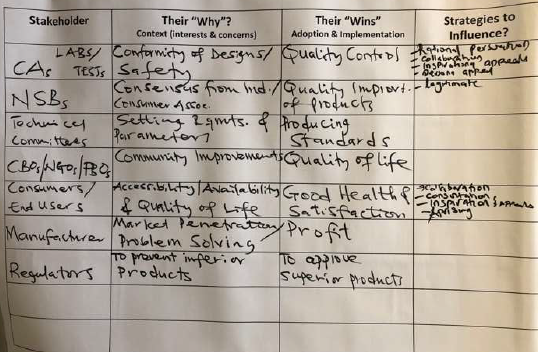 Stakeholder
Their "Why"?
Context (interests & concerns)
Their "Wins"
Adoption & Implementation
Strategies to
Influence?
CAs LABs/
TESTs
Conformity of Designs/
Safety
Quality Control
- Rational persuation
- collaboration
- inspirational appeals
- personal appeal
NSBs
Consensus from Ind./
Consumer Assoc.
Quality Improv.
of products
- Legitimate
Technical
Committees
Setting Rqmts. &
Parameters
Producing
Standards
CBOs/NGOs/FBOs
Community Improvements
Quality of life
Consumers/
End Users
Accessibility/Availability
& Quality of Life
Good Health &
Satisfaction
collaboration
- consultation
- Inspirational appeals
Manufacturer
Market Penetration/
Problem Solving
Profit
Regulators
To prevent inferior
Products
To approve
superior products